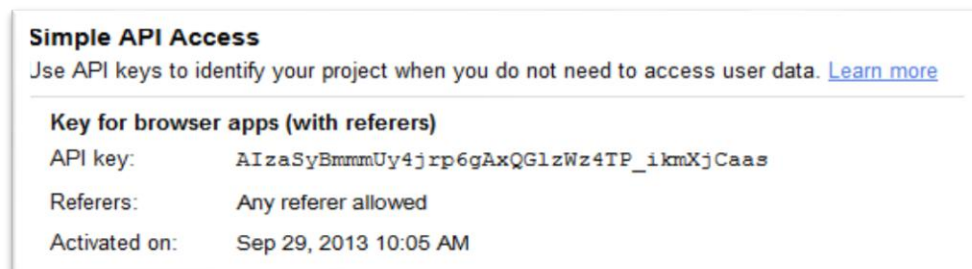 Simple API Access
Use API keys to identify your project when you do not need to access user data. Learn more
Key for browser apps (with referers)
API key: AIzaSyBmmmUy4jrp6gAxQGlzWz4TP_ikmXjCaas
Referers: Any referer allowed
Activated on: Sep 29, 2013 10:05 AM